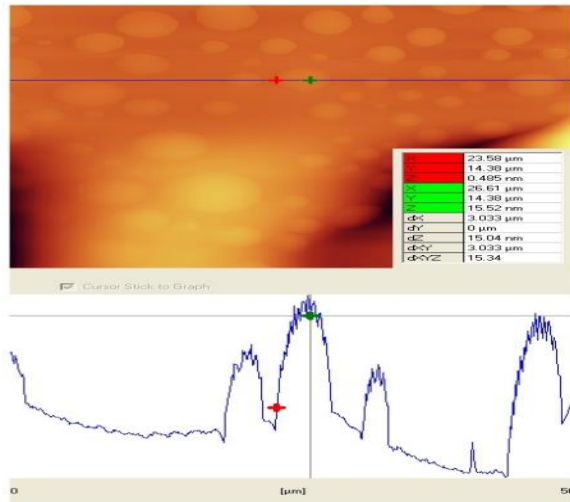 X 23.58 µm
Y 14.38 µm
Z 0.485 nm
X 26.61 µm
Y 14.38 µm
Z 15.52 nm
dX 3.033 µm
dY 0 µm
dZ 15.04 nm
dXY 3.033 µm
dXYZ 15.34
Cursor Stick to Graph
0 [µm] 50